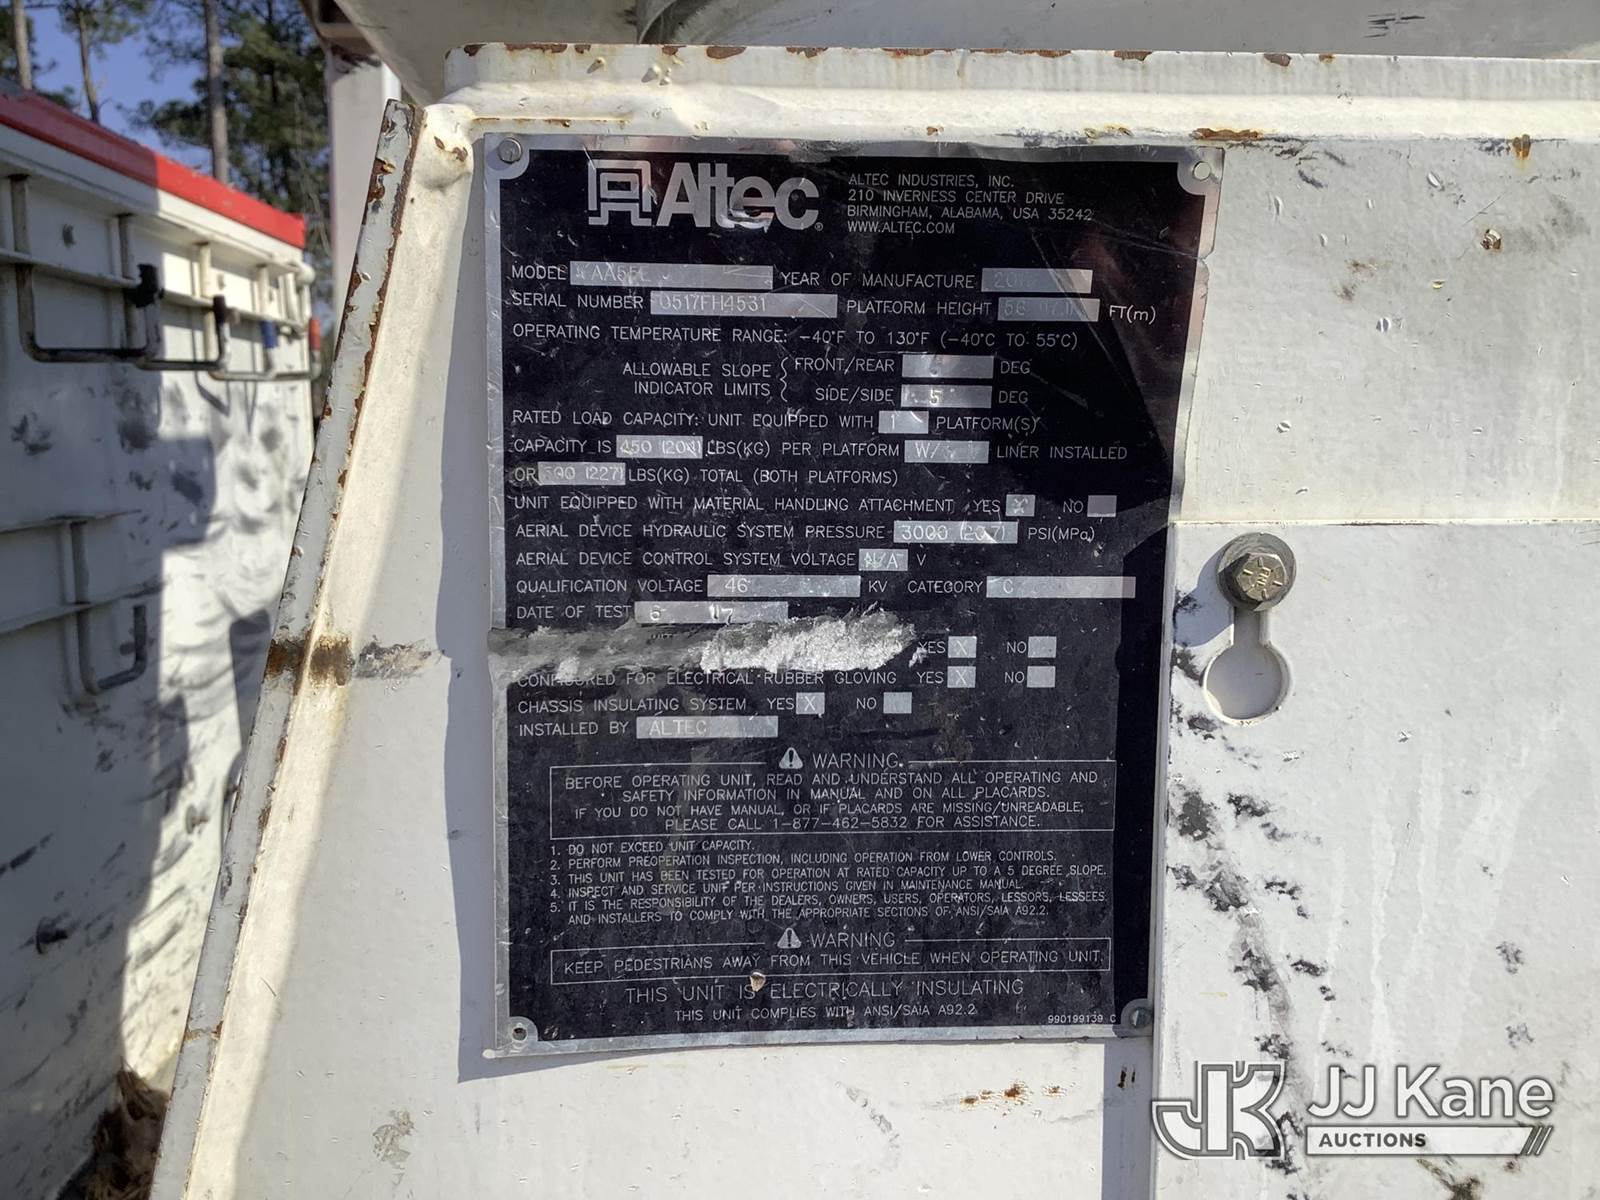 Altec
ALTEC INDUSTRIES, INC.
210 INVERNESS CENTER DRIVE
BIRMINGHAM, ALABAMA, USA 35242
WWW.ALTEC.COM
MODEL YEAR OF MANUFACTURE
SERIAL NUMBER 0517FH4531 PLATFORM HEIGHT FT(m)
OPERATING TEMPERATURE RANGE: -40°F TO 130°F (-40°C TO 55°C)
ALLOWABLE SLOPE INDICATOR LIMITS { FRONT/REAR DEG
SIDE/SIDE 5 DEG
RATED LOAD CAPACITY: UNIT EQUIPPED WITH 1 PLATFORM(S)
CAPACITY IS LBS(KG) PER PLATFORM W/ LINER INSTALLED
OR 500 (227) LBS(KG) TOTAL (BOTH PLATFORMS)
UNIT EQUIPPED WITH MATERIAL HANDLING ATTACHMENT YES X NO
AERIAL DEVICE HYDRAULIC SYSTEM PRESSURE 3000 (20.7) PSI(MPa)
AERIAL DEVICE CONTROL SYSTEM VOLTAGE N/A V
QUALIFICATION VOLTAGE 46 KV CATEGORY C
DATE OF TEST 17
YES X NO
CONFIGURED FOR ELECTRICAL RUBBER GLOVING YES X NO
CHASSIS INSULATING SYSTEM YES X NO
INSTALLED BY ALTEC
WARNING
BEFORE OPERATING UNIT, READ AND UNDERSTAND ALL OPERATING AND
SAFETY INFORMATION IN MANUAL AND ON ALL PLACARDS.
IF YOU DO NOT HAVE MANUAL, OR IF PLACARDS ARE MISSING/UNREADABLE,
PLEASE CALL 1-877-462-5832 FOR ASSISTANCE.
1. DO NOT EXCEED UNIT CAPACITY.
2. PERFORM PREOPERATION INSPECTION, INCLUDING OPERATION FROM LOWER CONTROLS.
3. THIS UNIT HAS BEEN TESTED FOR OPERATION AT RATED CAPACITY UP TO A 5 DEGREE SLOPE.
4. INSPECT AND SERVICE UNIT PER INSTRUCTIONS GIVEN IN MAINTENANCE MANUAL.
5. IT IS THE RESPONSIBILITY OF THE DEALERS, OWNERS, USERS, OPERATORS, LESSORS, LESSEES
AND INSTALLERS TO COMPLY WITH THE APPROPRIATE SECTIONS OF ANSI/SAIA A92.2.
WARNING
KEEP PEDESTRIANS AWAY FROM THIS VEHICLE WHEN OPERATING UNIT.
THIS UNIT IS ELECTRICALLY INSULATING
THIS UNIT COMPLIES WITH ANSI/SAIA A92.2
990199139 C
JK JJ Kane
AUCTIONS